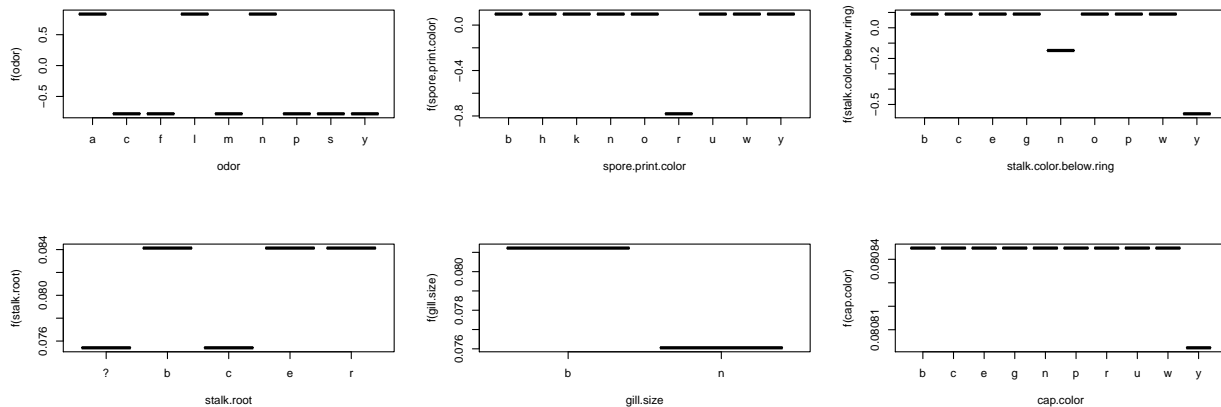 f(odor)
0.5
0.0
−0.5
a c f l m n p s y
odor
f(spore.print.color)
0.0
−0.4
−0.8
b h k n o r u w y
spore.print.color
f(stalk.color.below.ring)
0.0
−0.2
−0.5
b c e g n o p w y
stalk.color.below.ring
f(stalk.root)
0.084
0.080
0.076
? b c e r
stalk.root
f(gill.size)
0.080
0.078
0.076
b n
gill.size
f(cap.color)
0.08084
0.08081
b c e g n p r u w y
cap.color